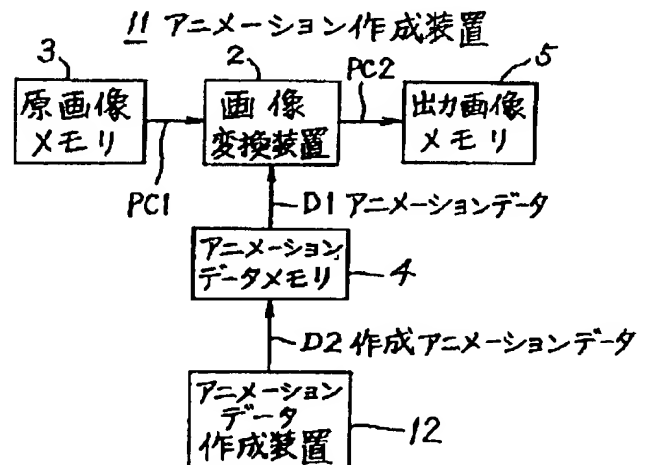 11 アニメーション作成装置
3
2
PC2
5
原画像
メモリ
画像
変換装置
出力画像
メモリ
PC1
D1 アニメーションデータ
アニメーション
データメモリ
4
D2 作成アニメーションデータ
アニメーション
データ
作成装置
12